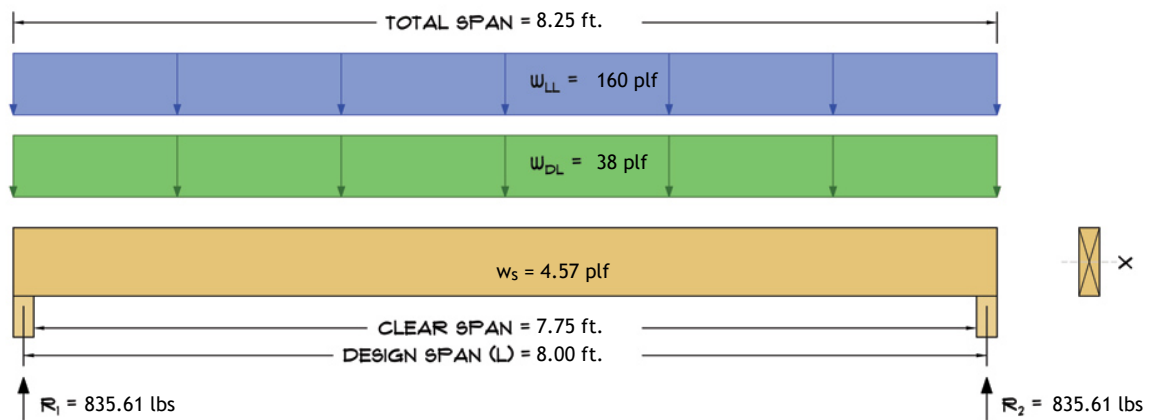 TOTAL SPAN = 8.25 ft.
WLL = 160 plf
WDL = 38 plf
ws = 4.57 plf
X
CLEAR SPAN = 7.75 ft.
DESIGN SPAN (L) = 8.00 ft.
R1 = 835.61 lbs
R2 = 835.61 lbs